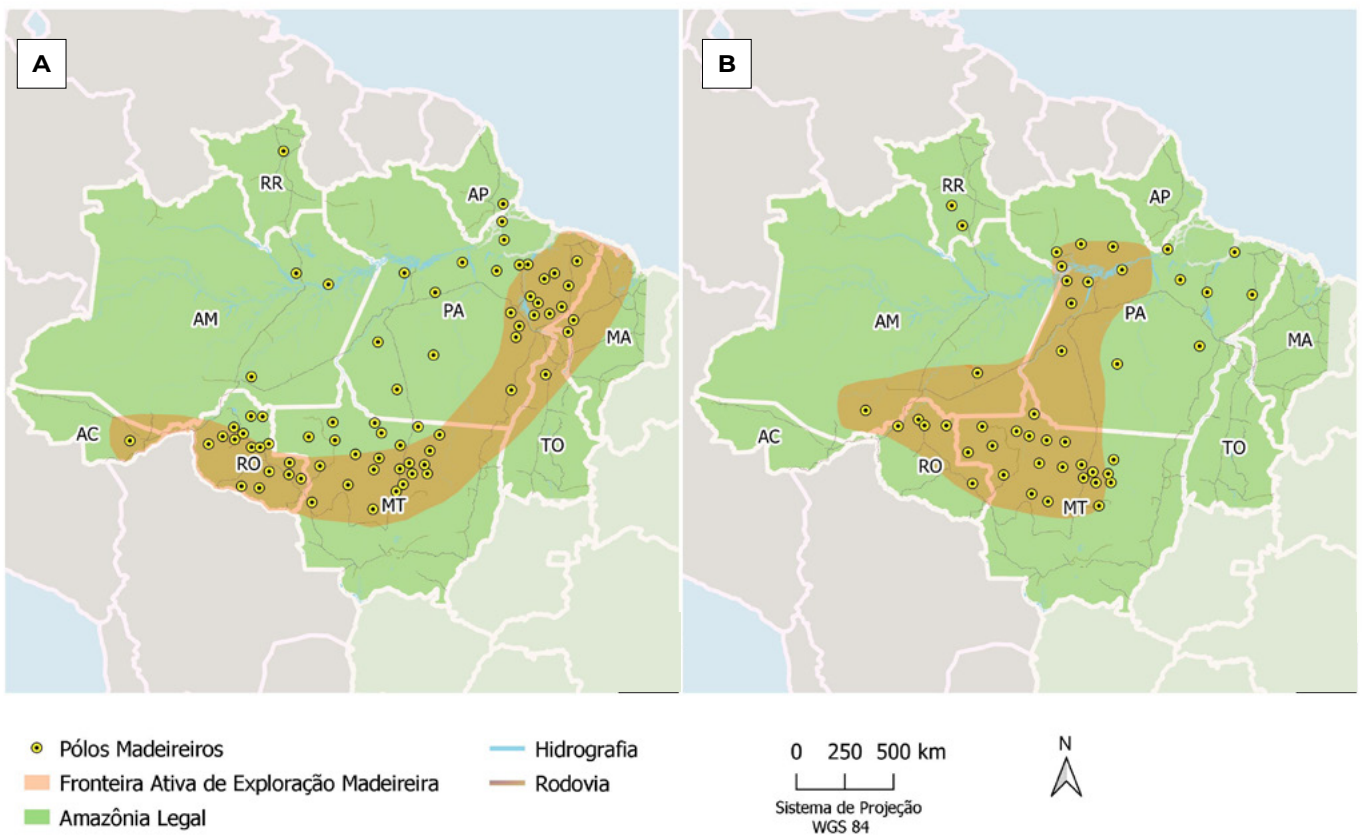 A
RR
AP
AM
PA
MA
AC
RO
TO
MT
B
RR
AP
AM
PA
MA
AC
RO
TO
MT
Pólos Madeireiros
Fronteira Ativa de Exploração Madeireira
Amazônia Legal
Hidrografia
Rodovia
0 250 500 km
Sistema de Projeção
WGS 84
N